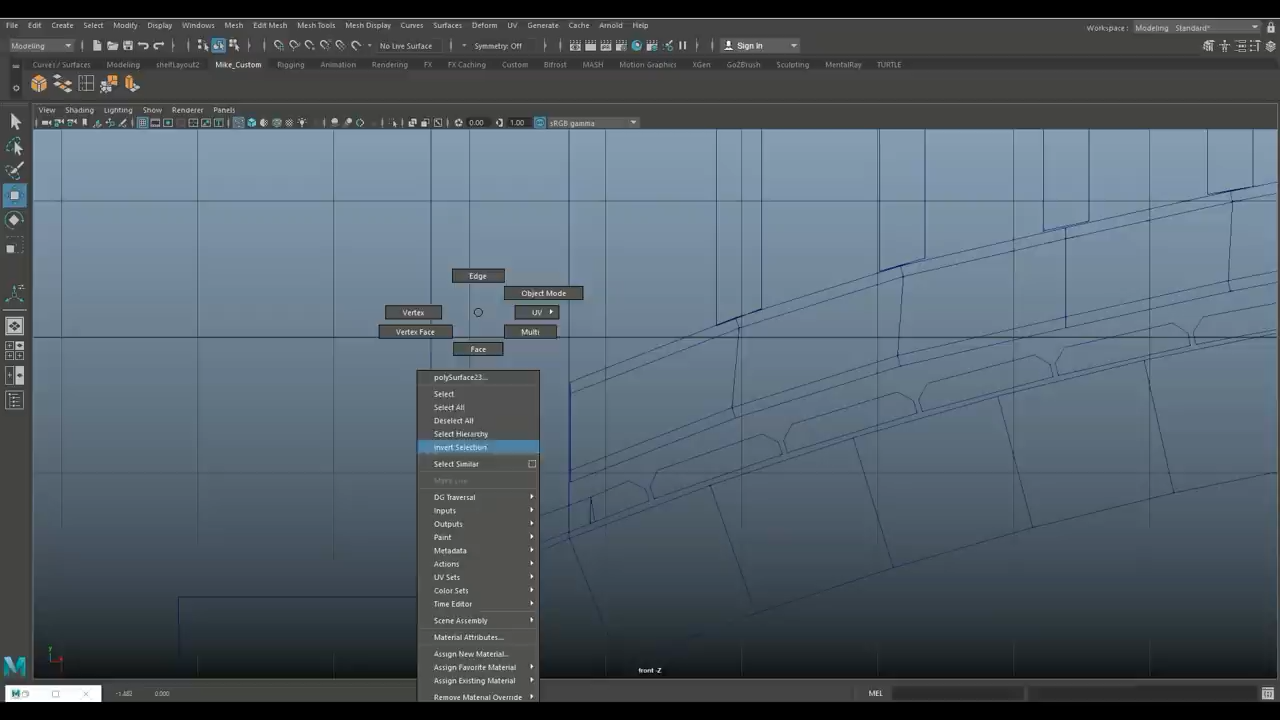 File Edit Create Select Modify Display Windows Mesh Edit Mesh Mesh Tools Mesh Display Curves Surfaces Deform UV Generate Cache Arnold Help
Workspace : Modeling - Standard*
Modeling No Live Surface Symmetry: Off Sign In
Curves / Surfaces Modeling shelfLayout2 Mike_Custom Rigging Animation Rendering FX FX Caching Custom Bifrost MASH Motion Graphics XGen GoZBrush Sculpting MentalRay TURTLE
View Shading Lighting Show Renderer Panels
0.00 1.00 sRGB gamma
Edge
Object Mode
Vertex UV
Vertex Face Multi
Face
polySurface23...
Select
Select All
Deselect All
Select Hierarchy
Invert Selection
Select Similar
Make Live
DG Traversal
Inputs
Outputs
Paint
Metadata
Actions
UV Sets
Color Sets
Time Editor
Scene Assembly
Material Attributes...
Assign New Material...
Assign Favorite Material
Assign Existing Material
Remove Material Override
y
front -Z
0.000 MEL